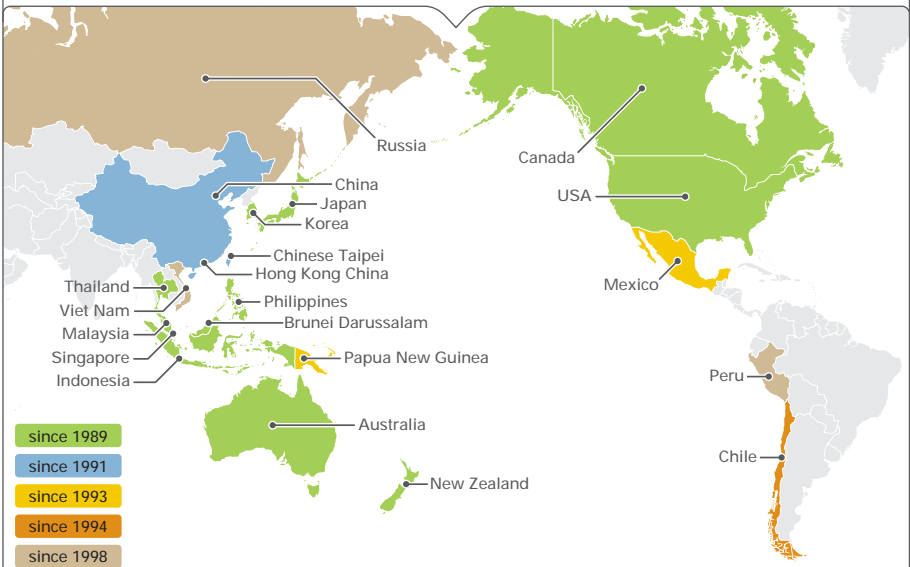 Russia
Canada
China
USA
Japan
Korea
Chinese Taipei
Hong Kong China
Mexico
Thailand
Philippines
Viet Nam
Brunei Darussalam
Malaysia
Singapore
Papua New Guinea
Indonesia
Peru
Australia
since 1989
Chile
since 1991
New Zealand
since 1993
since 1994
since 1998